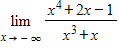 lim x→−∞ (x⁴+2x−1)/(x³+x)